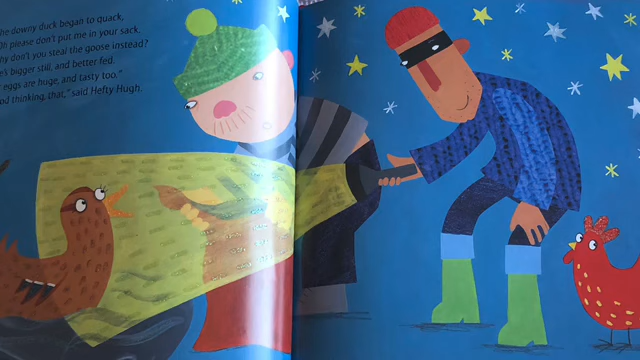 he downy duck began to quack,
h please don't put me in your sack,
hy don't you steal the goose instead?
e's bigger still, and better fed.
eggs are huge, and tasty too."
od thinking, that," said Hefty Hugh,